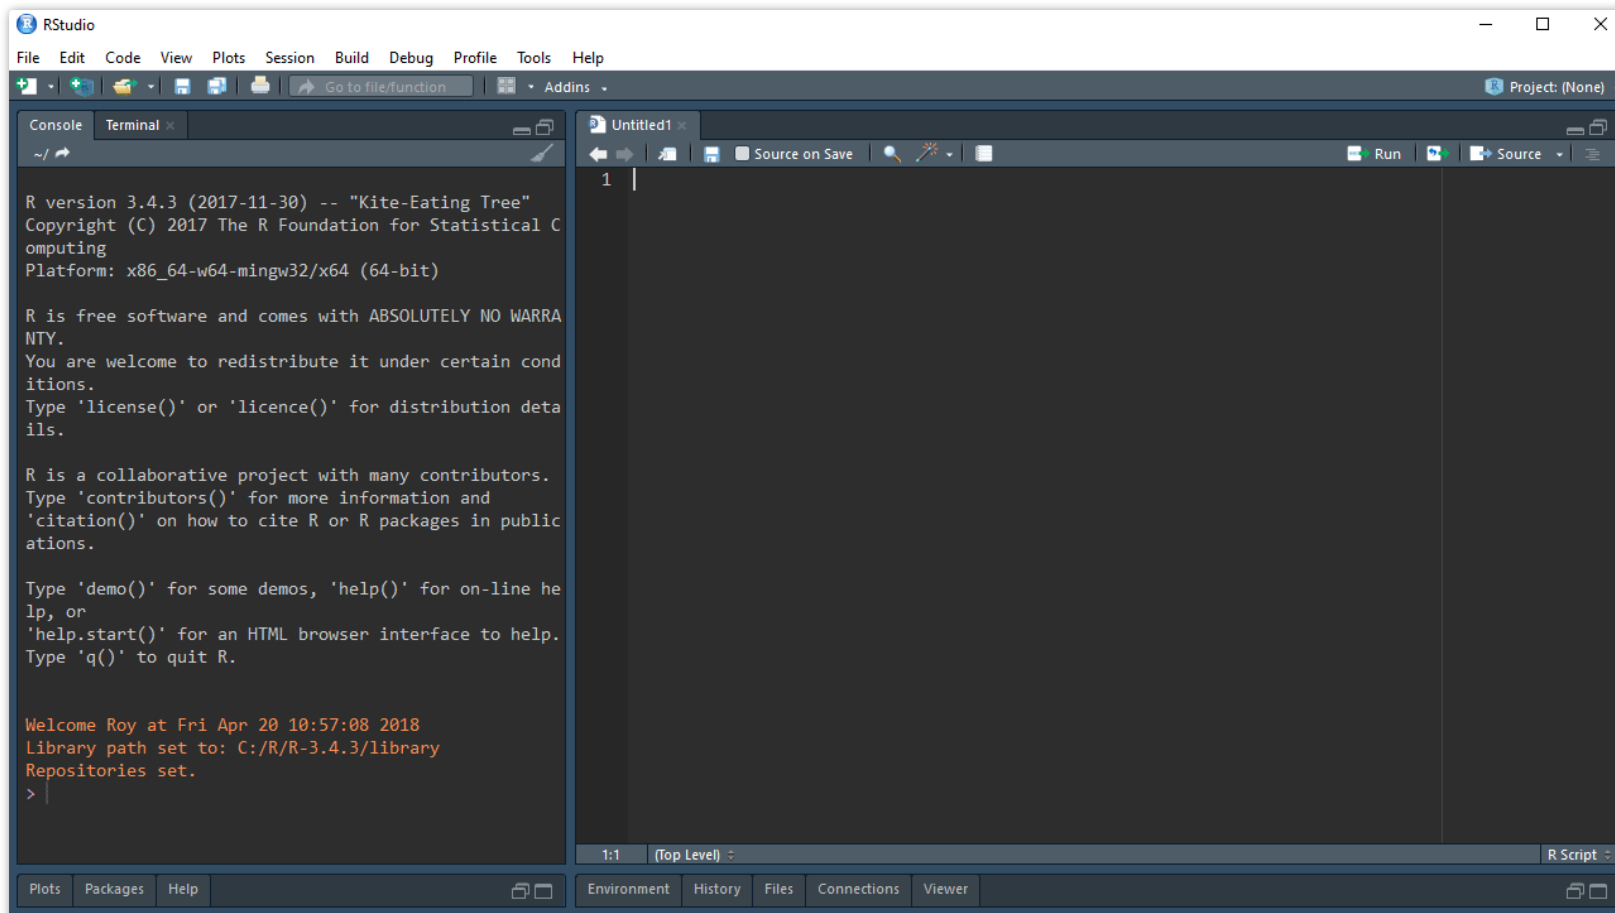 RStudio
File Edit Code View Plots Session Build Debug Profile Tools Help
Go to file/function Addins Project: (None)
Console Terminal
~/
R version 3.4.3 (2017-11-30) -- "Kite-Eating Tree"
Copyright (C) 2017 The R Foundation for Statistical C
omputing
Platform: x86_64-w64-mingw32/x64 (64-bit)
R is free software and comes with ABSOLUTELY NO WARRA
NTY.
You are welcome to redistribute it under certain cond
itions.
Type 'license()' or 'licence()' for distribution deta
ils.
R is a collaborative project with many contributors.
Type 'contributors()' for more information and
'citation()' on how to cite R or R packages in public
ations.
Type 'demo()' for some demos, 'help()' for on-line he
lp, or
'help.start()' for an HTML browser interface to help.
Type 'q()' to quit R.
Welcome Roy at Fri Apr 20 10:57:08 2018
Library path set to: C:/R/R-3.4.3/library
Repositories set.
>
Plots Packages Help
Untitled1
Source on Save Run Source
1
1:1 (Top Level) R Script
Environment History Files Connections Viewer